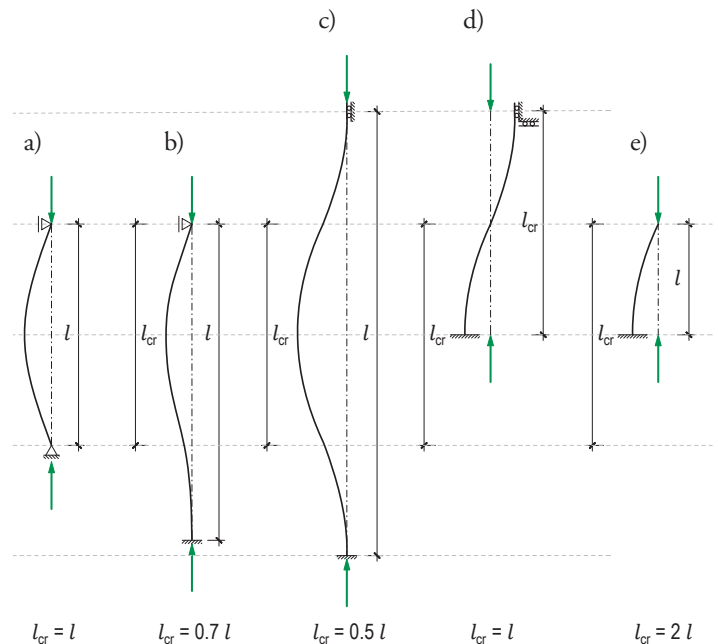 c)
d)
a)
b)
e)
l
l_cr
l
l_cr
l
l_cr
l_cr
l_cr
l
l_cr = l
l_cr = 0.7 l
l_cr = 0.5 l
l_cr = l
l_cr = 2 l